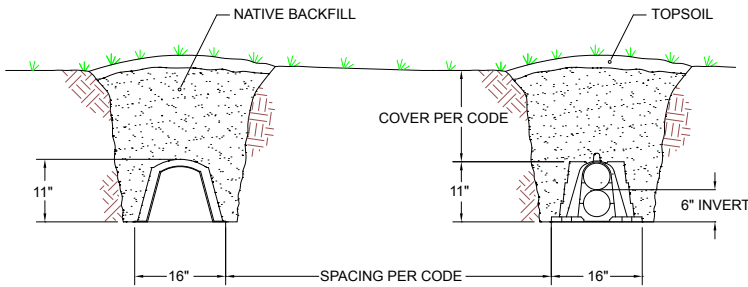 NATIVE BACKFILL
TOPSOIL
COVER PER CODE
11"
11"
6" INVERT
16"
SPACING PER CODE
16"